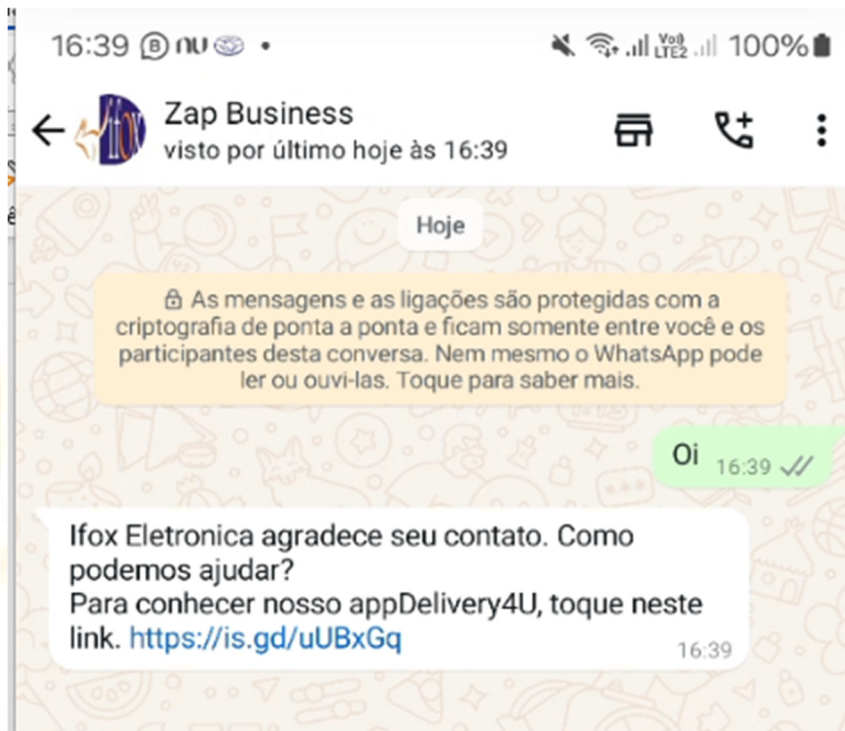 16:39
Vo))
LTE2
100%
Ifox
Zap Business
visto por último hoje às 16:39
Hoje
As mensagens e as ligações são protegidas com a
criptografia de ponta a ponta e ficam somente entre você e os
participantes desta conversa. Nem mesmo o WhatsApp pode
ler ou ouvi-las. Toque para saber mais.
Oi 16:39
Ifox Eletronica agradece seu contato. Como
podemos ajudar?
Para conhecer nosso appDelivery4U, toque neste
link. https://is.gd/uUBxGq
16:39